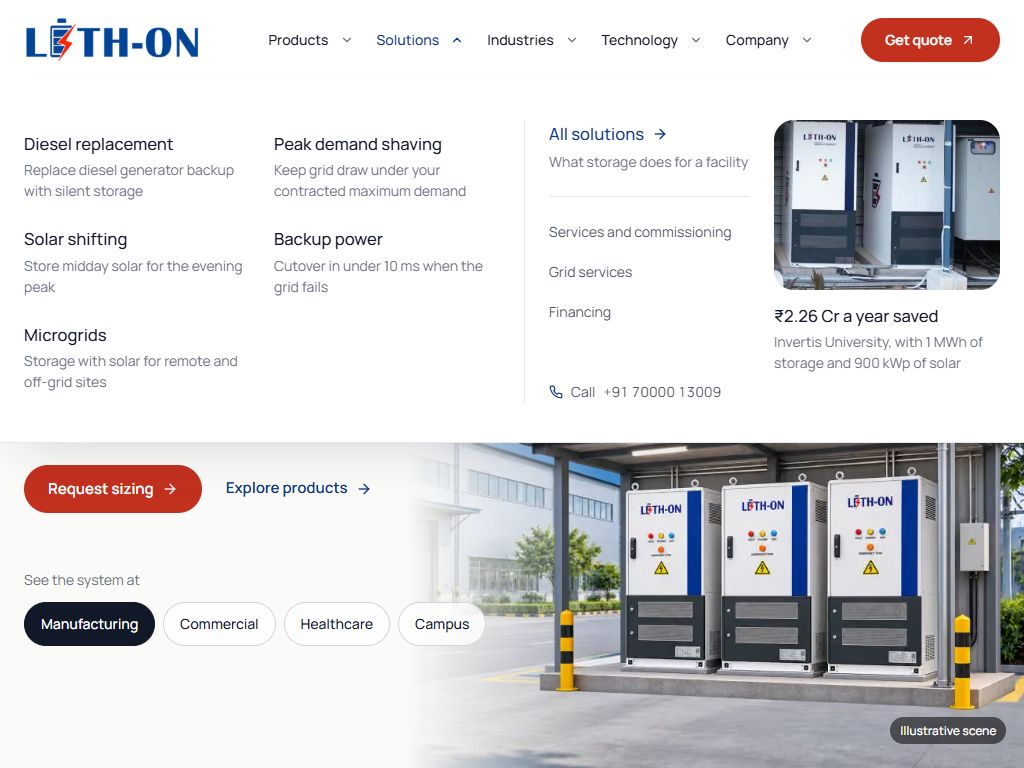 LITH-ON
Products
Solutions
Industries
Technology
Company
Get quote
Diesel replacement
Replace diesel generator backup
with silent storage
Peak demand shaving
Keep grid draw under your
contracted maximum demand
Solar shifting
Store midday solar for the evening
peak
Backup power
Cutover in under 10 ms when the
grid fails
Microgrids
Storage with solar for remote and
off-grid sites
All solutions
What storage does for a facility
Services and commissioning
Grid services
Financing
Call +91 70000 13009
LITH-ON
LITH-ON
₹2.26 Cr a year saved
Invertis University, with 1 MWh of
storage and 900 kWp of solar
Request sizing
Explore products
See the system at
Manufacturing
Commercial
Healthcare
Campus
LITH-ON
LITH-ON
LITH-ON
Illustrative scene